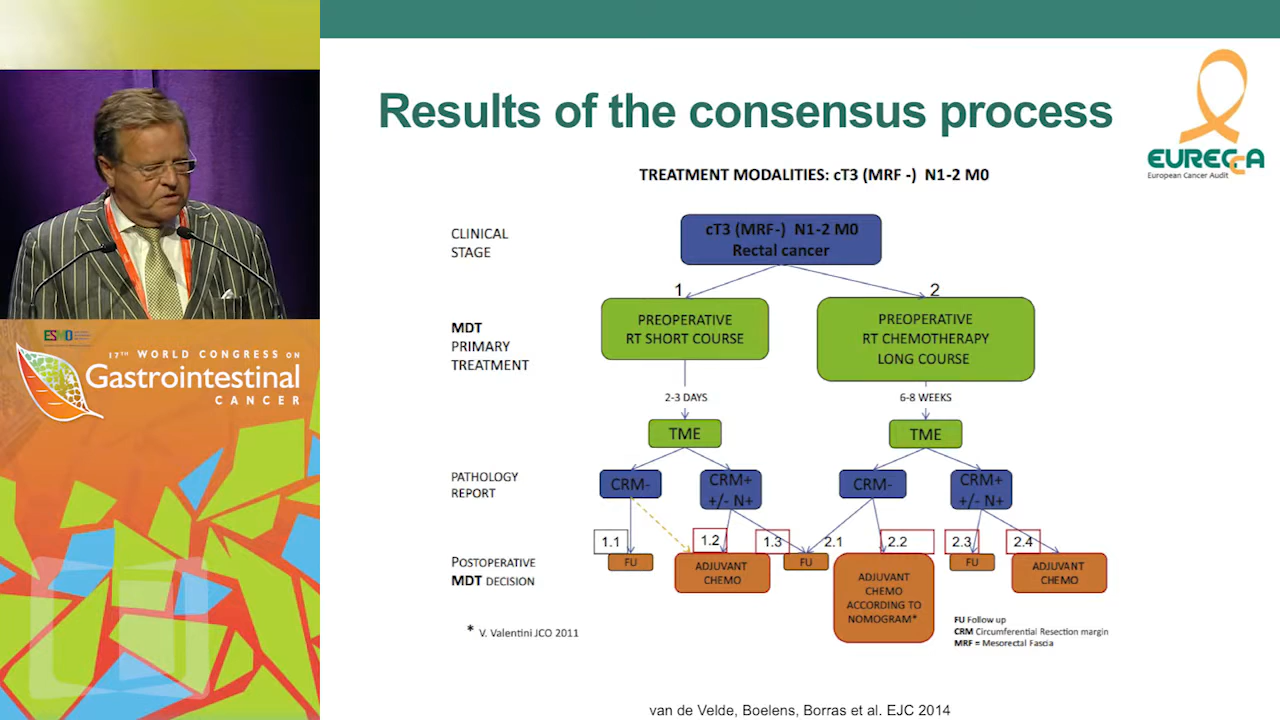 Results of the consensus process
EURECCA
European Cancer Audit
TREATMENT MODALITIES: cT3 (MRF -) N1-2 M0
CLINICAL
STAGE
cT3 (MRF-) N1-2 M0
Rectal cancer
1
2
MDT
PRIMARY
TREATMENT
PREOPERATIVE
RT SHORT COURSE
PREOPERATIVE
RT CHEMOTHERAPY
LONG COURSE
2-3 DAYS
6-8 WEEKS
TME
TME
PATHOLOGY
REPORT
CRM-
CRM+
+/- N+
CRM-
CRM+
+/- N+
1.1
1.2
1.3
2.1
2.2
2.3
2.4
POSTOPERATIVE
MDT DECISION
FU
ADJUVANT
CHEMO
FU
ADJUVANT
CHEMO
ACCORDING TO
NOMOGRAM*
FU
ADJUVANT
CHEMO
* V. Valentini JCO 2011
FU Follow up
CRM Circumferential Resection margin
MRF = Mesorectal Fascia
van de Velde, Boelens, Borras et al. EJC 2014
ESMO
17TH WORLD CONGRESS ON
Gastrointestinal
CANCER